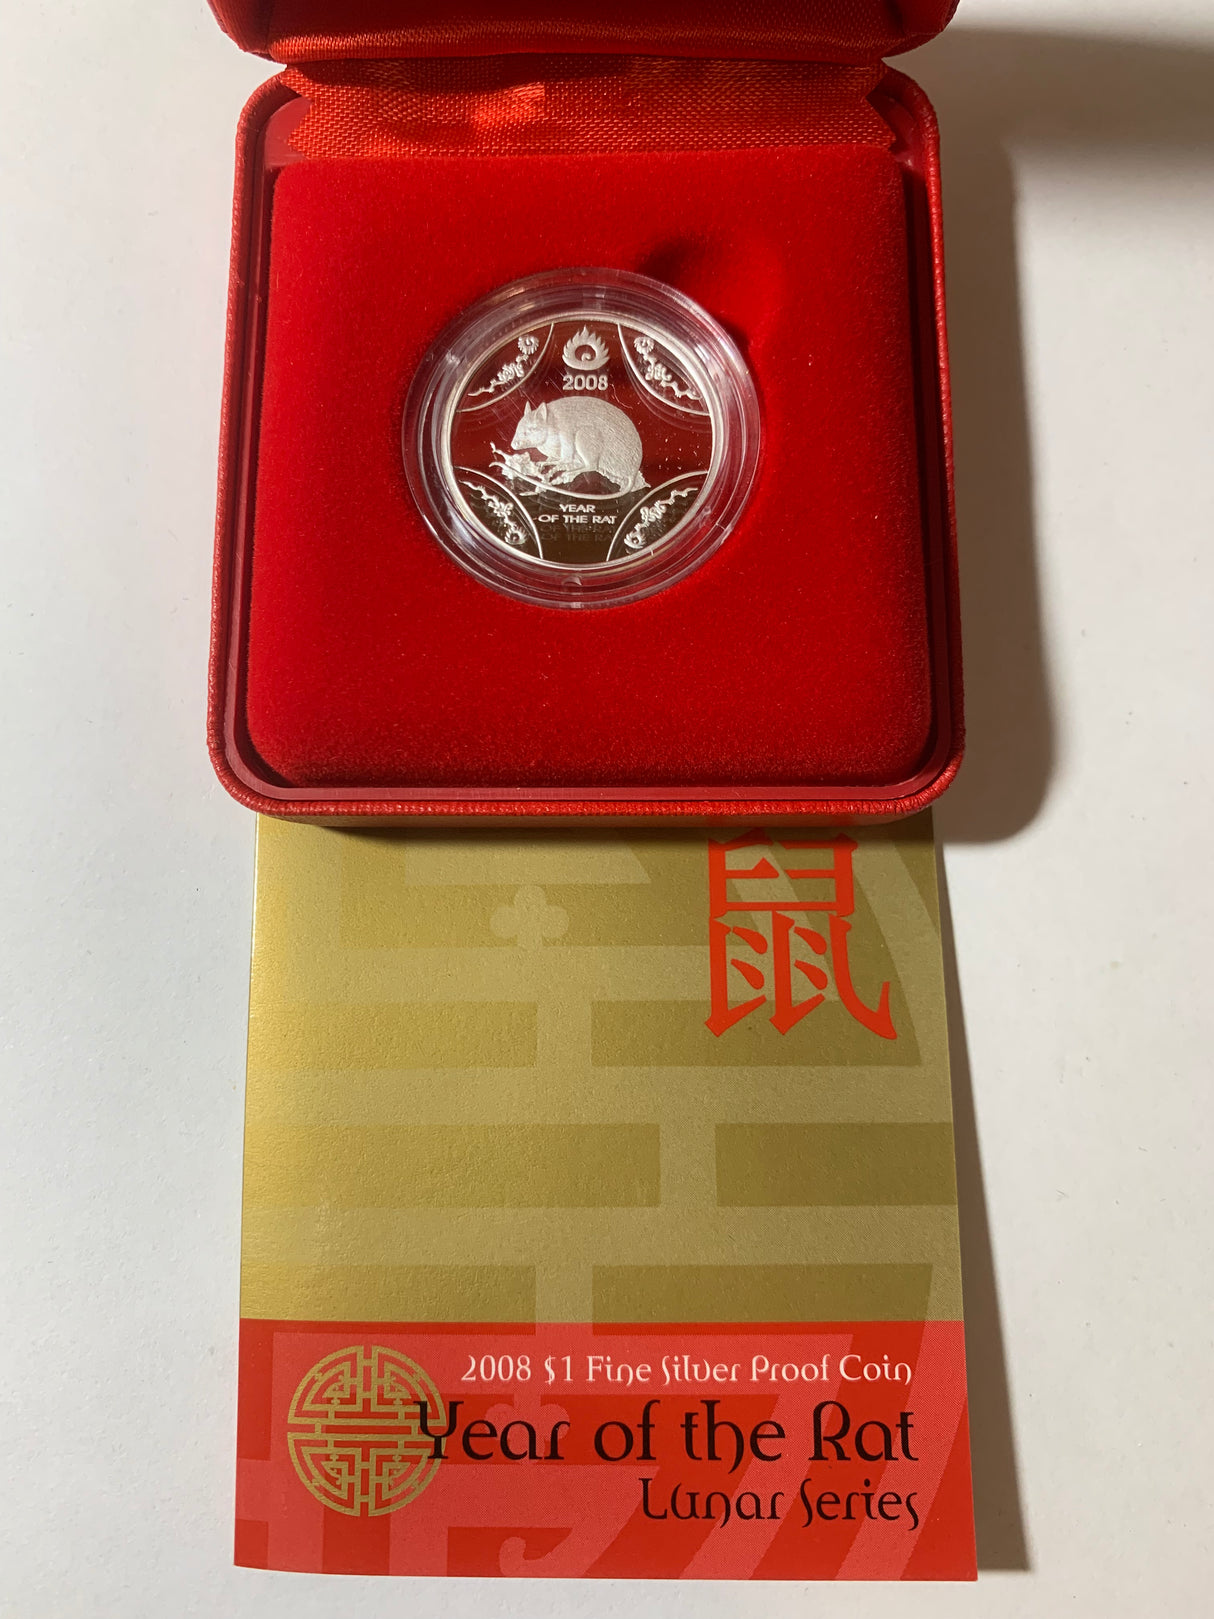 2008
YEAR
OF THE RAT
鼠
2008 $1 Fine Silver Proof Coin
Year of the Rat
Lunar Series